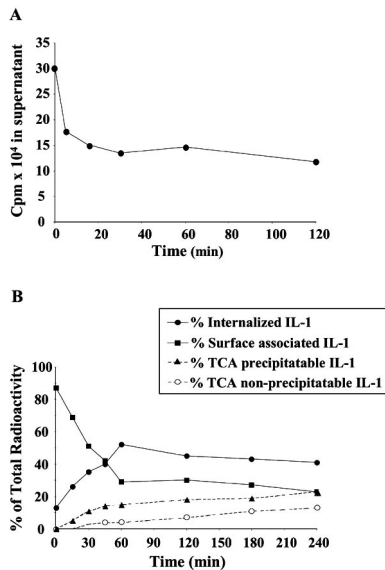 A
Cpm x 10⁴ in supernatant
35
30
25
20
15
10
5
0
0 20 40 60 80 100 120
Time (min)
B
% Internalized IL-1
% Surface associated IL-1
% TCA precipitatable IL-1
% TCA non-precipitatable IL-1
% of Total Radioactivity
100
80
60
40
20
0
0 30 60 90 120 150 180 210 240
Time (min)